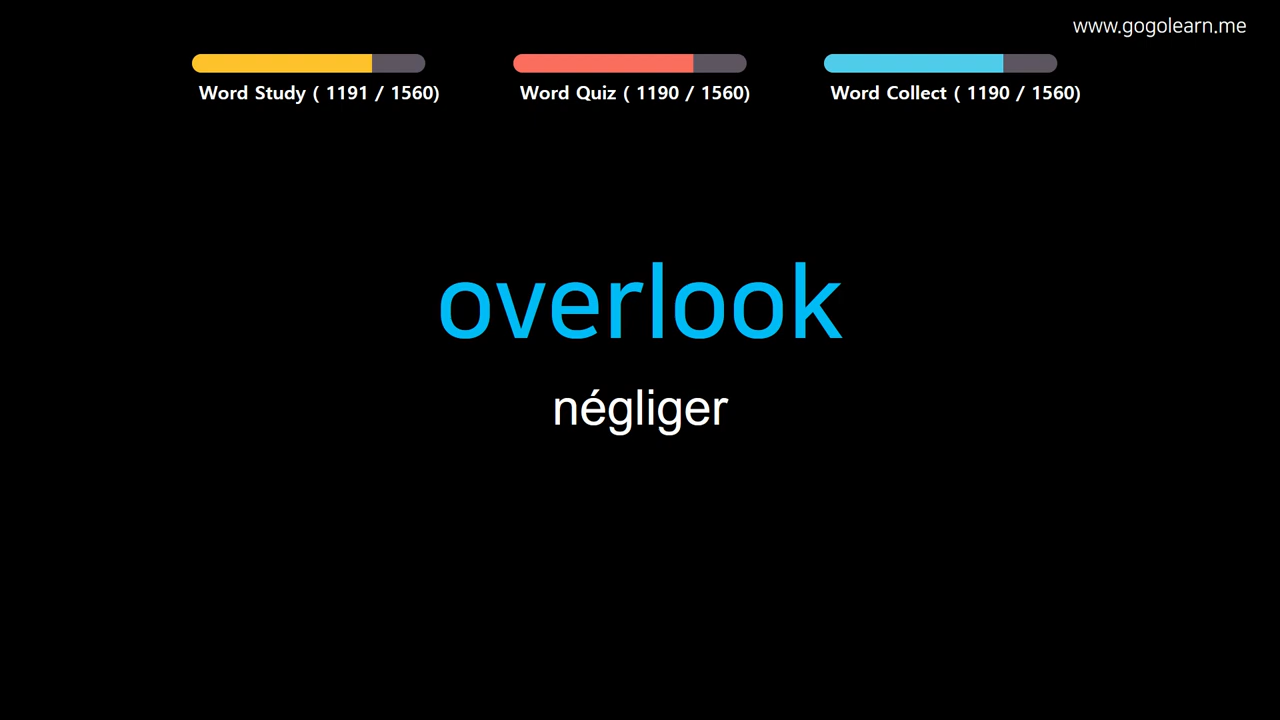 www.gogolearn.me
Word Study ( 1191 / 1560)
Word Quiz ( 1190 / 1560)
Word Collect ( 1190 / 1560)
overlook
négliger